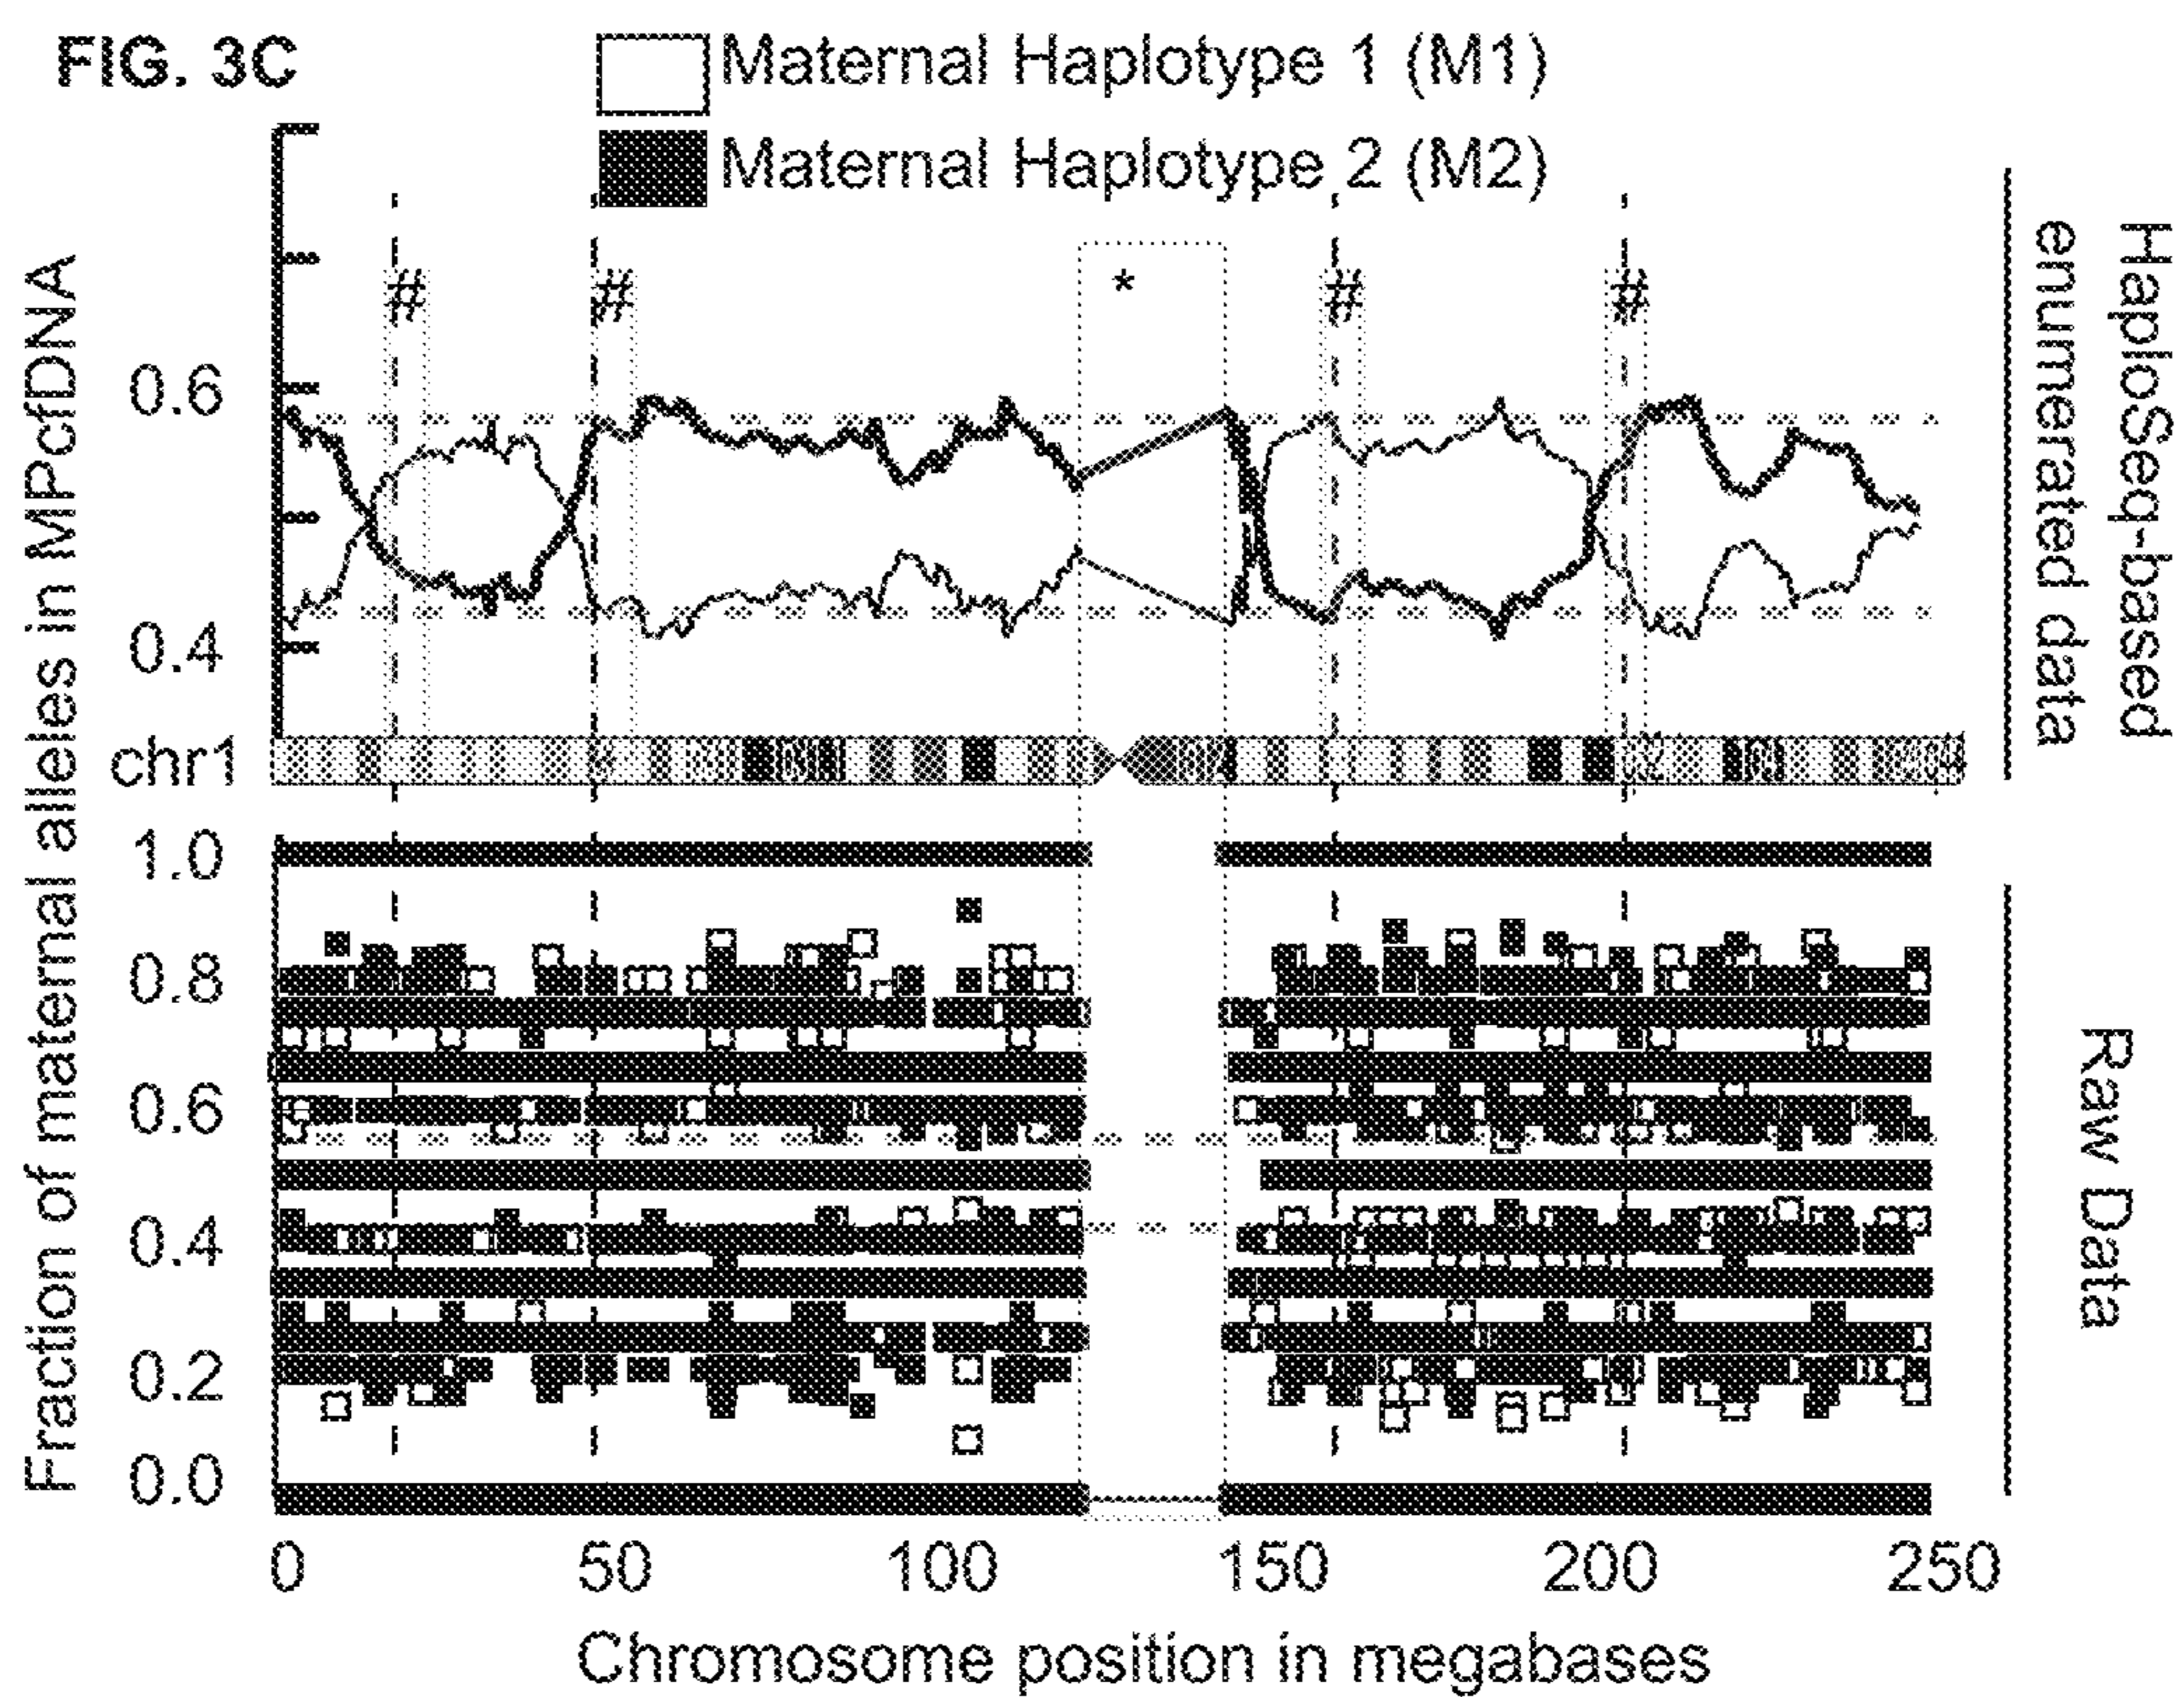 FIG. 3C
Maternal Haplotype 1 (M1)
Maternal Haplotype 2 (M2)
# # * # #
0.6
0.4
chr1
1.0
0.8
0.6
0.4
0.2
0.0
0 50 100 150 200 250
Chromosome position in megabases
Fraction of maternal alleles in MPcfDNA
HaploSeq-based
enumerated data
Raw Data